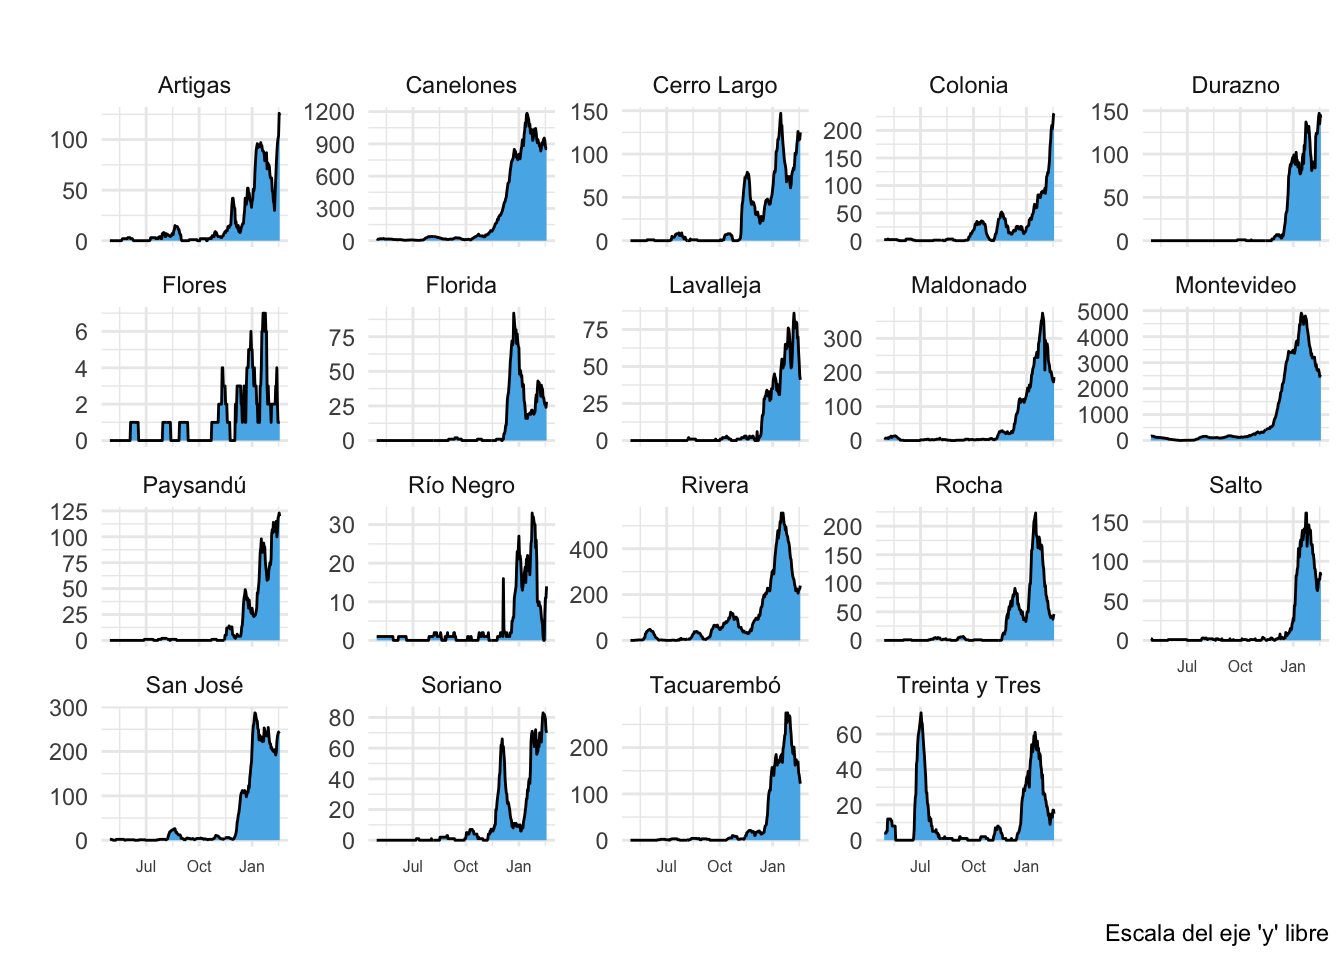 Artigas Canelones Cerro Largo Colonia Durazno
100 50 0
1200 900 600 300 0
150 100 50 0
200 150 100 50 0
150 100 50 0
Flores Florida Lavalleja Maldonado Montevideo
6 4 2 0
75 50 25 0
75 50 25 0
300 200 100 0
5000 4000 3000 2000 1000 0
Paysandú Río Negro Rivera Rocha Salto
125 100 75 50 25 0
30 20 10 0
400 200 0
200 150 100 50 0
150 100 50 0
Jul Oct Jan
San José Soriano Tacuarembó Treinta y Tres
300 200 100 0
80 60 40 20 0
200 100 0
60 40 20 0
Jul Oct Jan
Jul Oct Jan
Jul Oct Jan
Jul Oct Jan
Escala del eje 'y' libre